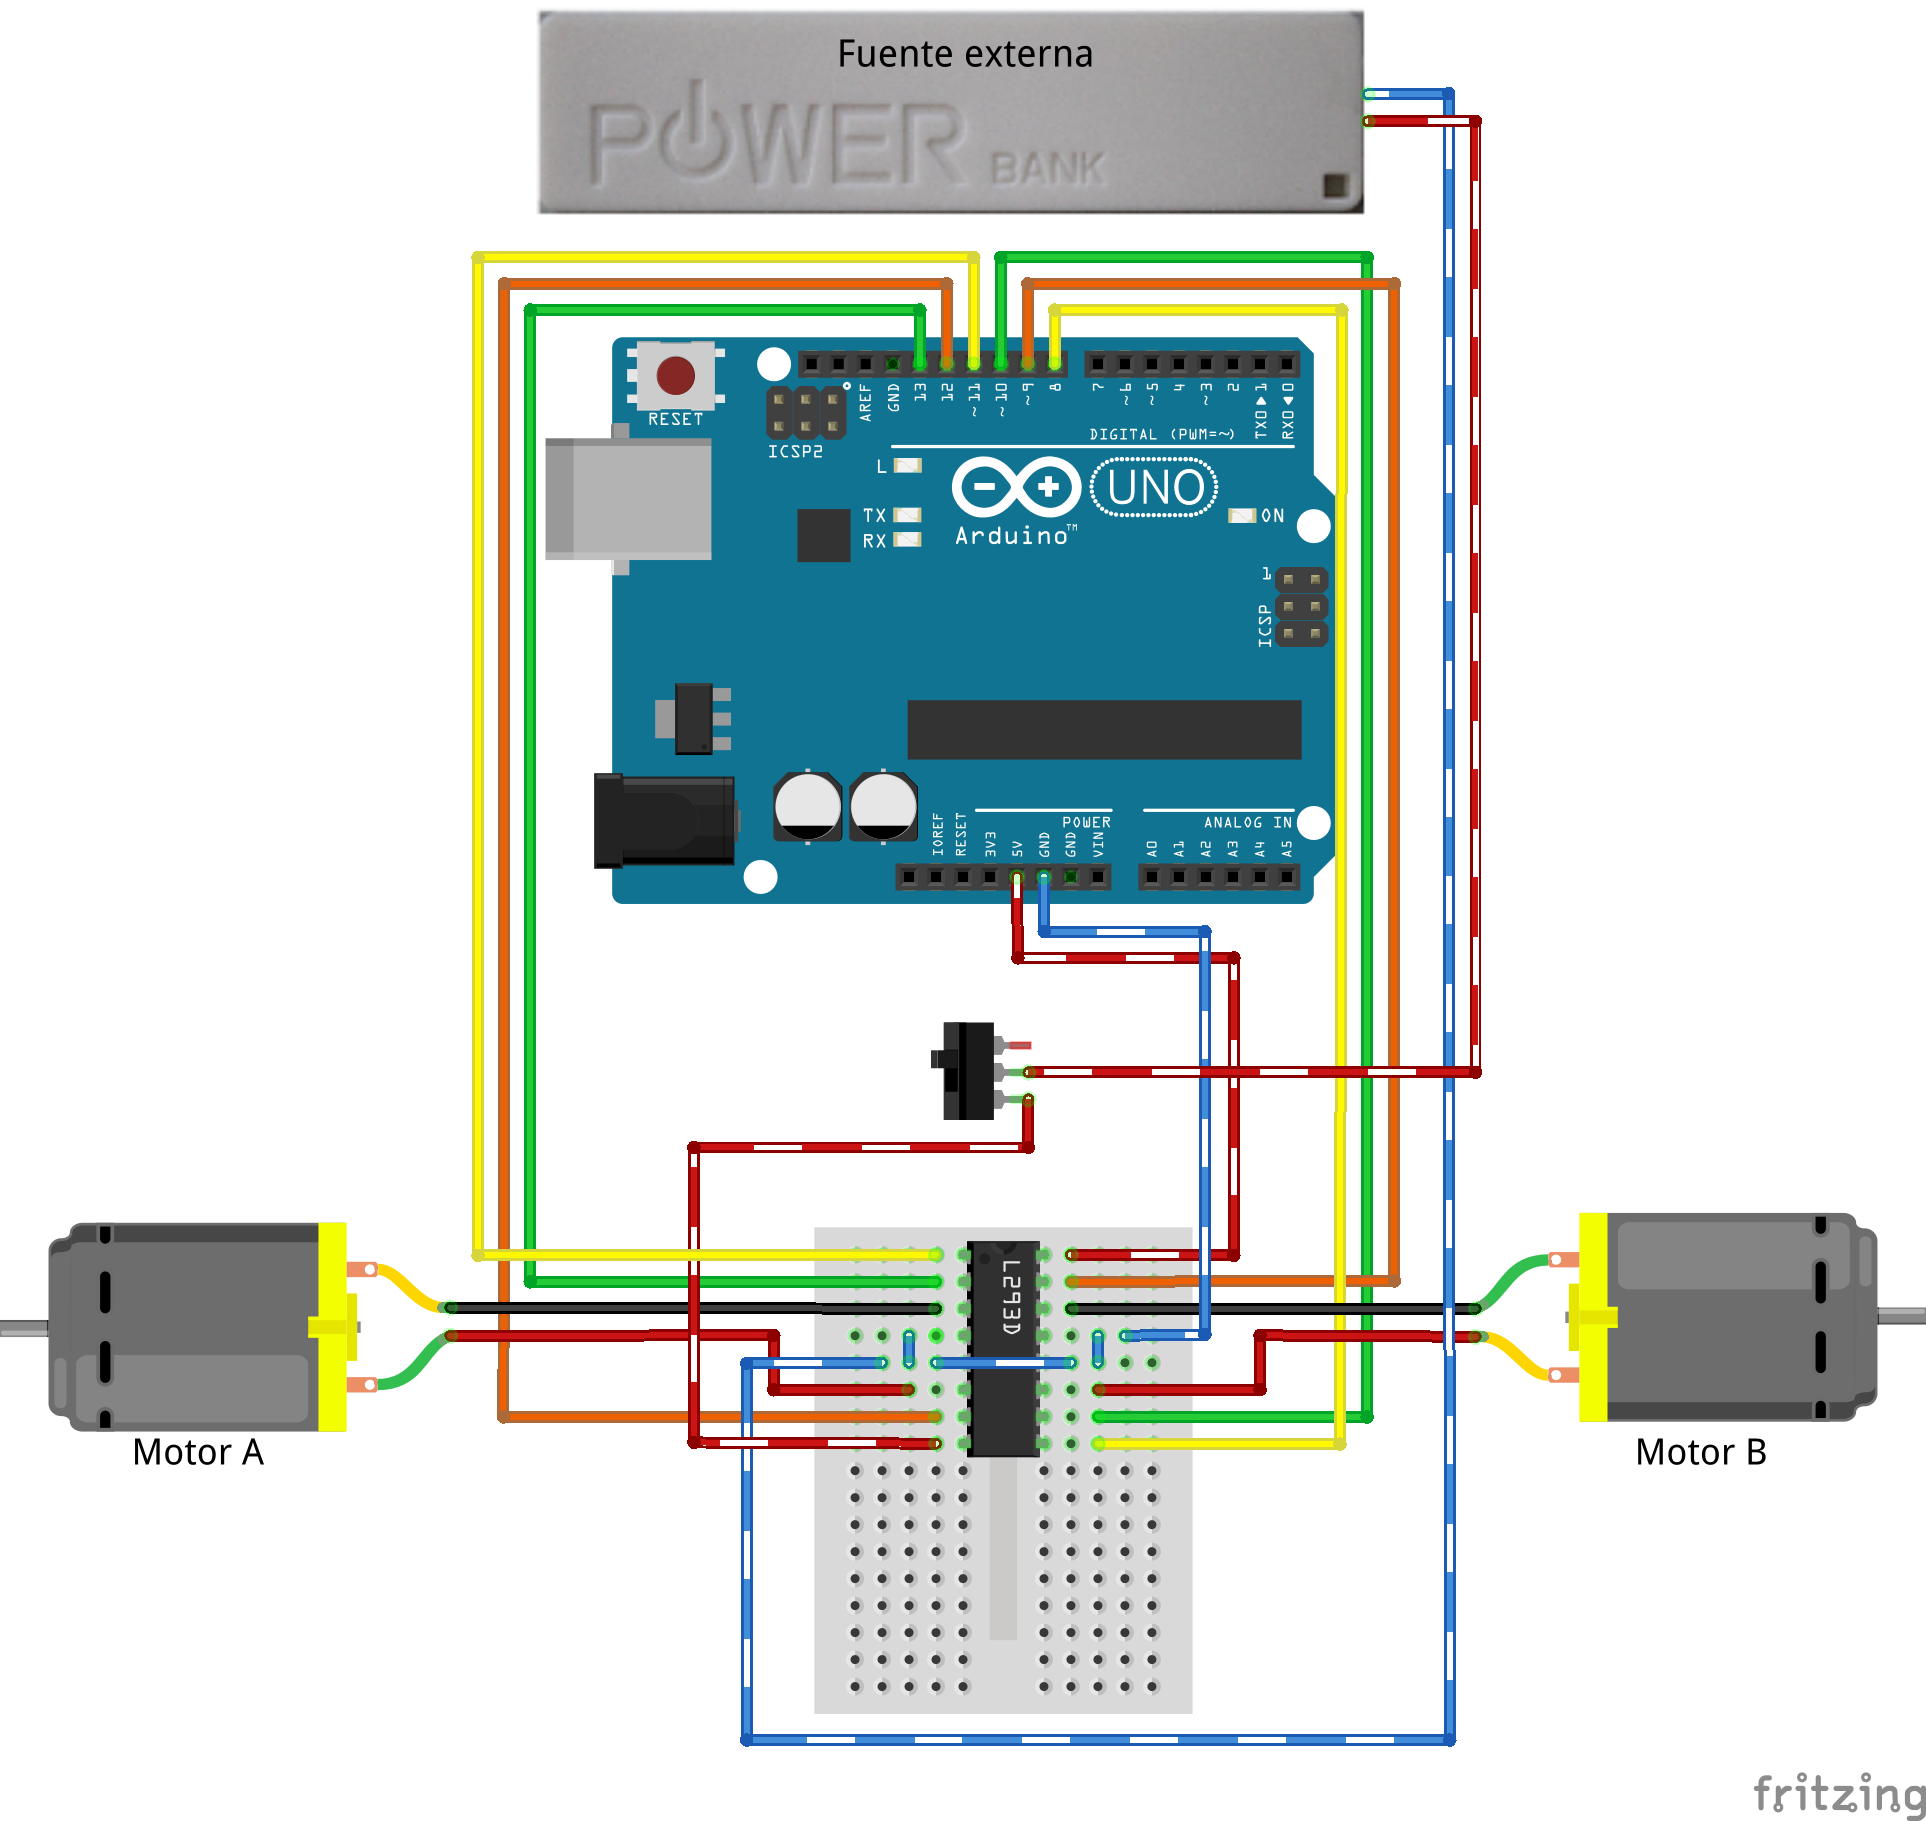 Fuente externa
POWER BANK
RESET
ICSP2
AREF
GND
13
12
~11
~10
~9
8
7
~6
~5
4
~3
2
TX0▶1
RX0◀0
DIGITAL (PWM=~)
L
TX
RX
Arduino™
UNO
ON
1
ICSP
IOREF
RESET
3V3
5V
GND
GND
VIN
POWER
A0
A1
A2
A3
A4
A5
ANALOG IN
L293D
Motor A
Motor B
fritzing